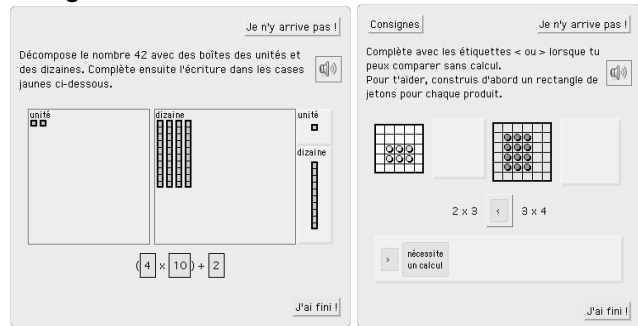 Je n'y arrive pas !
Décompose le nombre 42 avec des boîtes des unités et
des dizaines. Complète ensuite l'écriture dans les cases
jaunes ci-dessous.
unité
dizaine
unité
dizaine
( 4 x 10 ) + 2
J'ai fini !
Consignes
Je n'y arrive pas !
Complète avec les étiquettes < ou > lorsque tu
peux comparer sans calcul.
Pour t'aider, construis d'abord un rectangle de
jetons pour chaque produit.
2 x 3 < 3 x 4
>
nécessite
un calcul
J'ai fini !